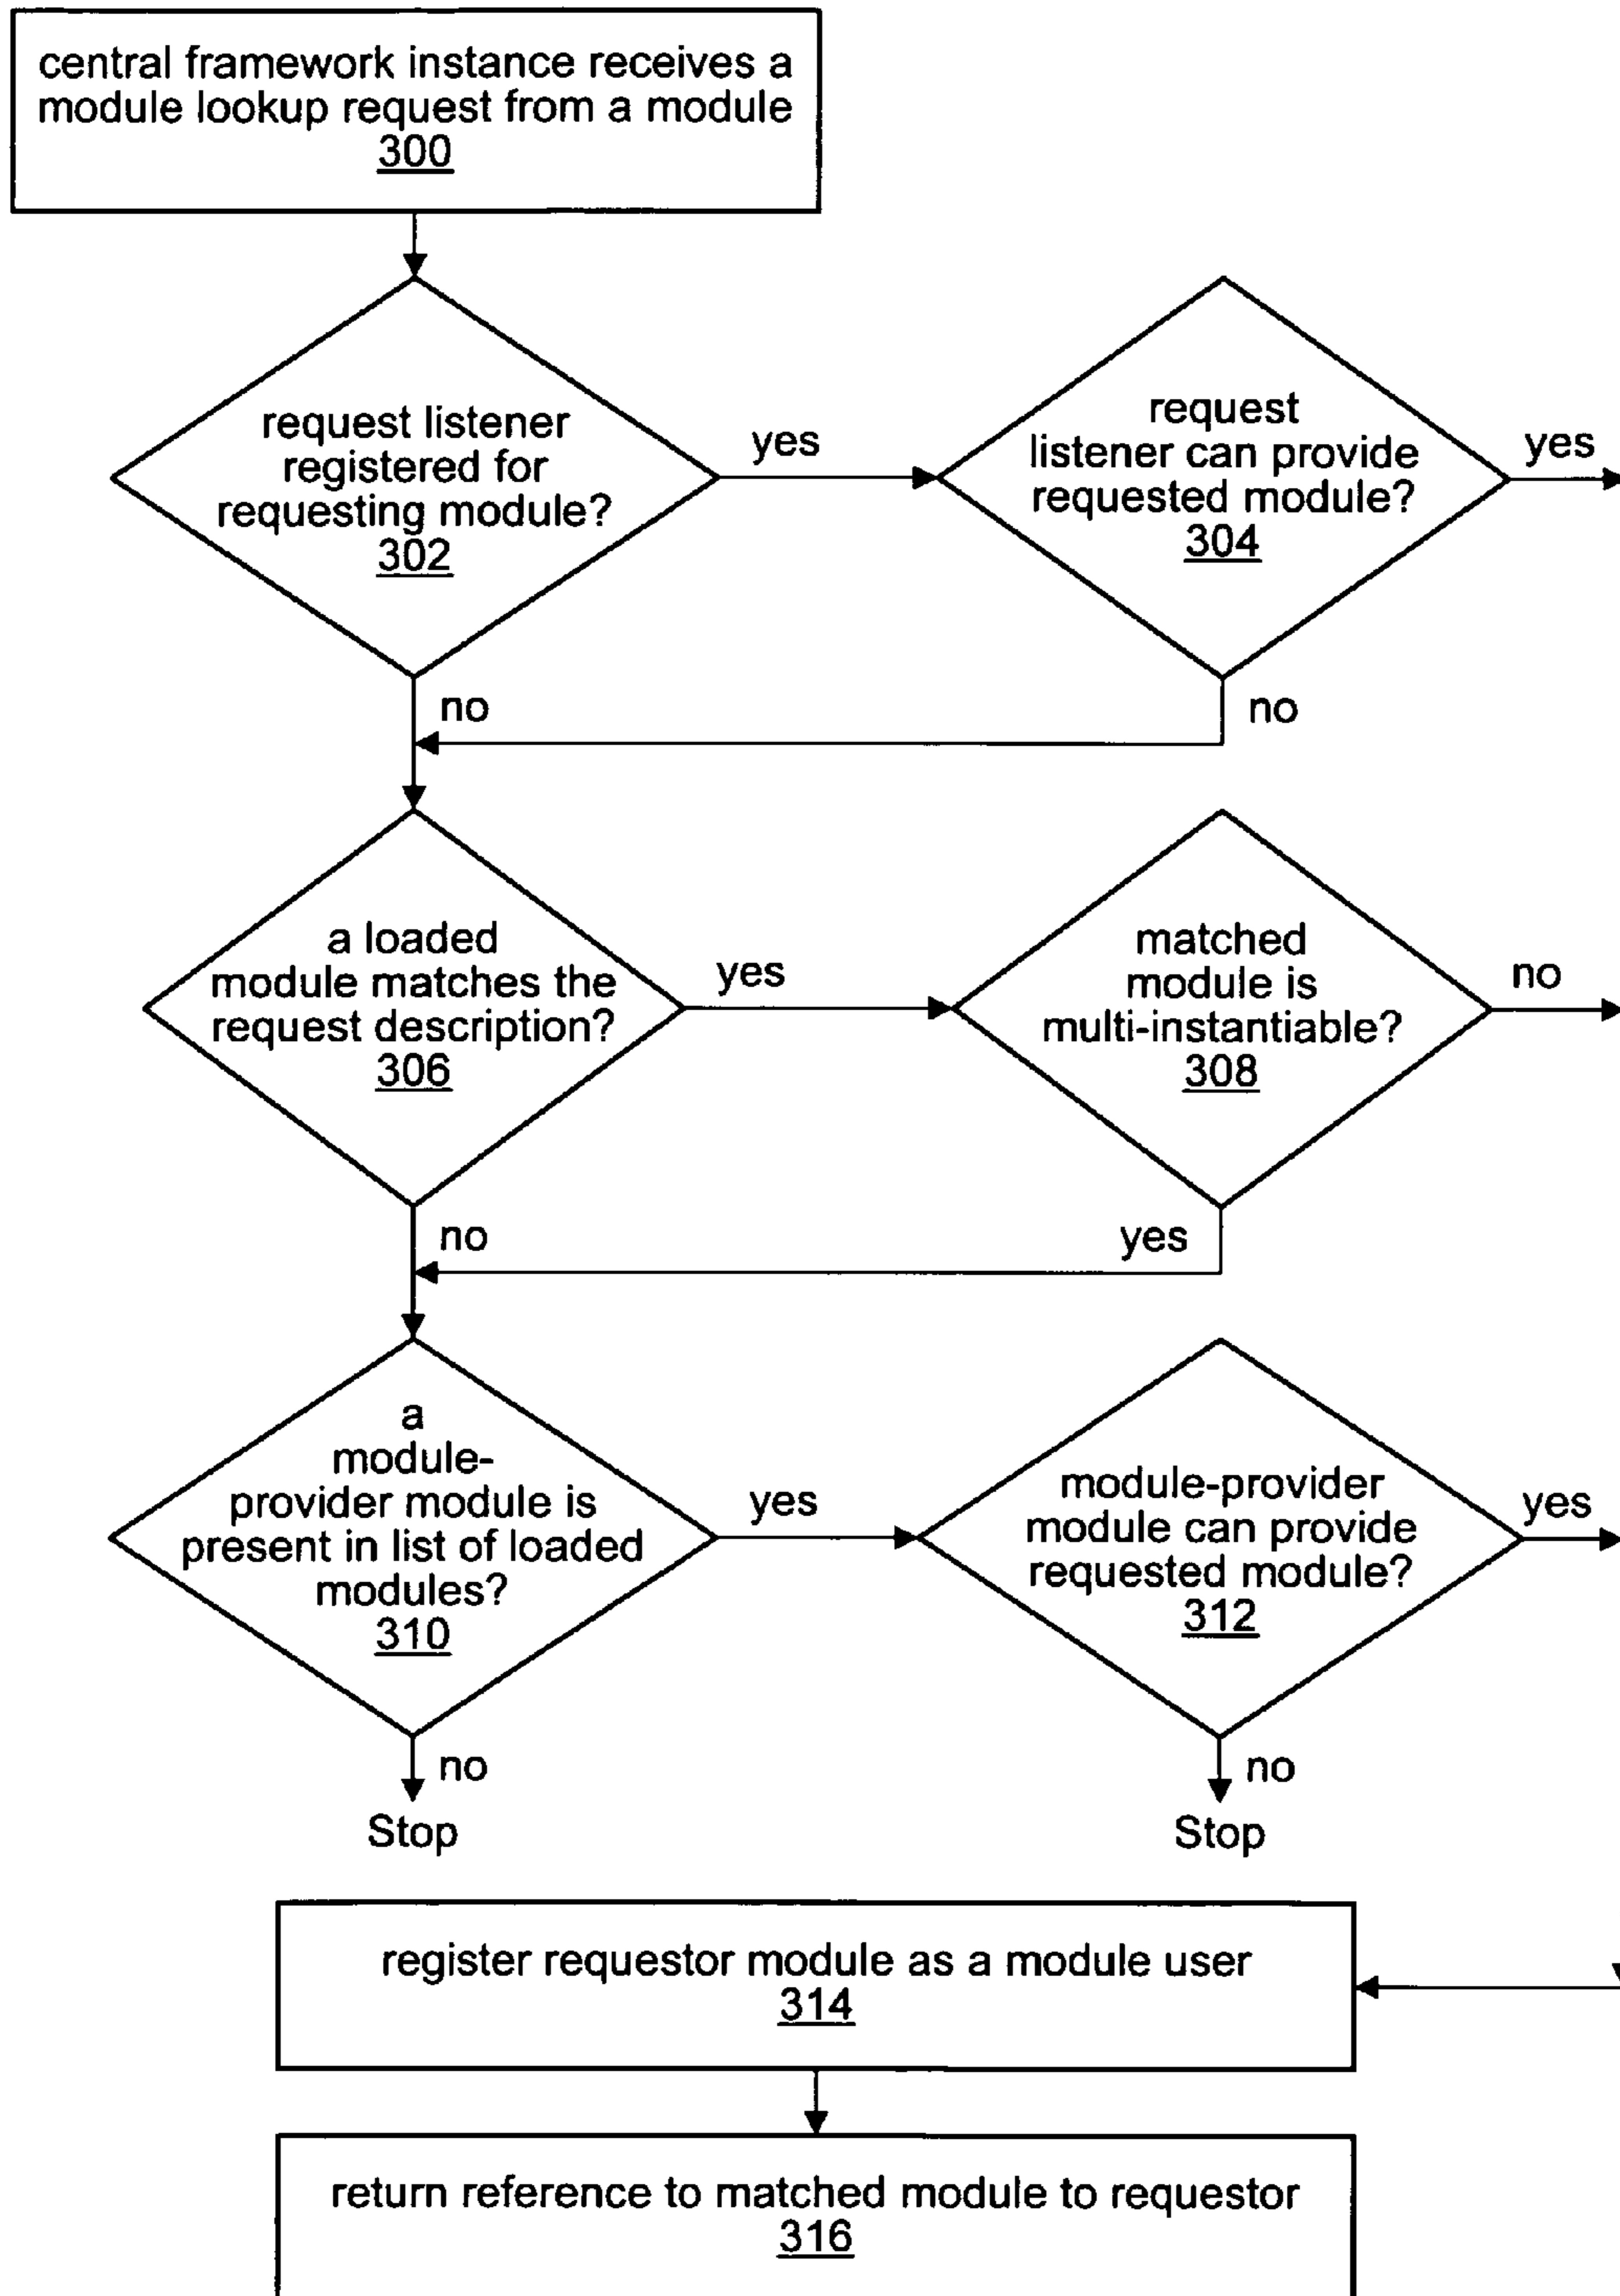 central framework instance receives a
module lookup request from a module
300
request listener
registered for
requesting module?
302
yes
request
listener can provide
requested module?
304
yes
no
no
a loaded
module matches the
request description?
306
yes
matched
module is
multi-instantiable?
308
no
no
yes
a
module-
provider module is
present in list of loaded
modules?
310
yes
module-provider
module can provide
requested module?
312
yes
no
Stop
no
Stop
register requestor module as a module user
314
return reference to matched module to requestor
316